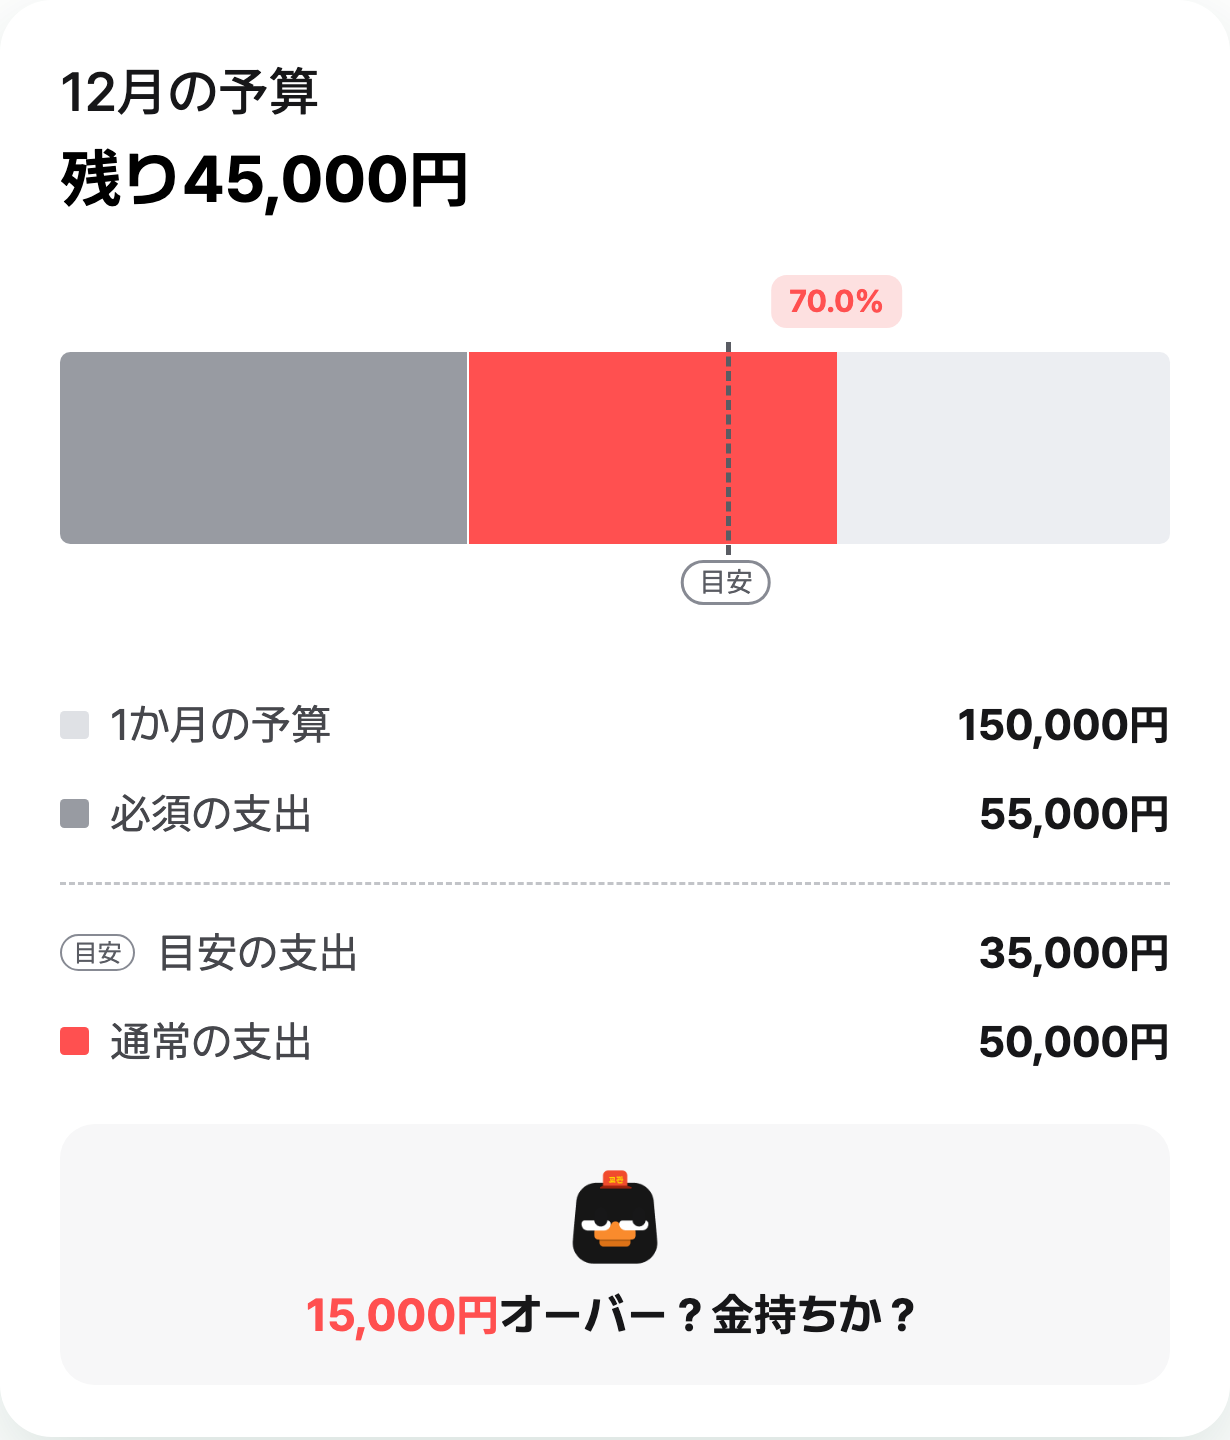 12月の予算
残り45,000円
70.0%
目安
1か月の予算 150,000円
必須の支出 55,000円
目安 目安の支出 35,000円
通常の支出 50,000円
15,000円オーバー？金持ちか？